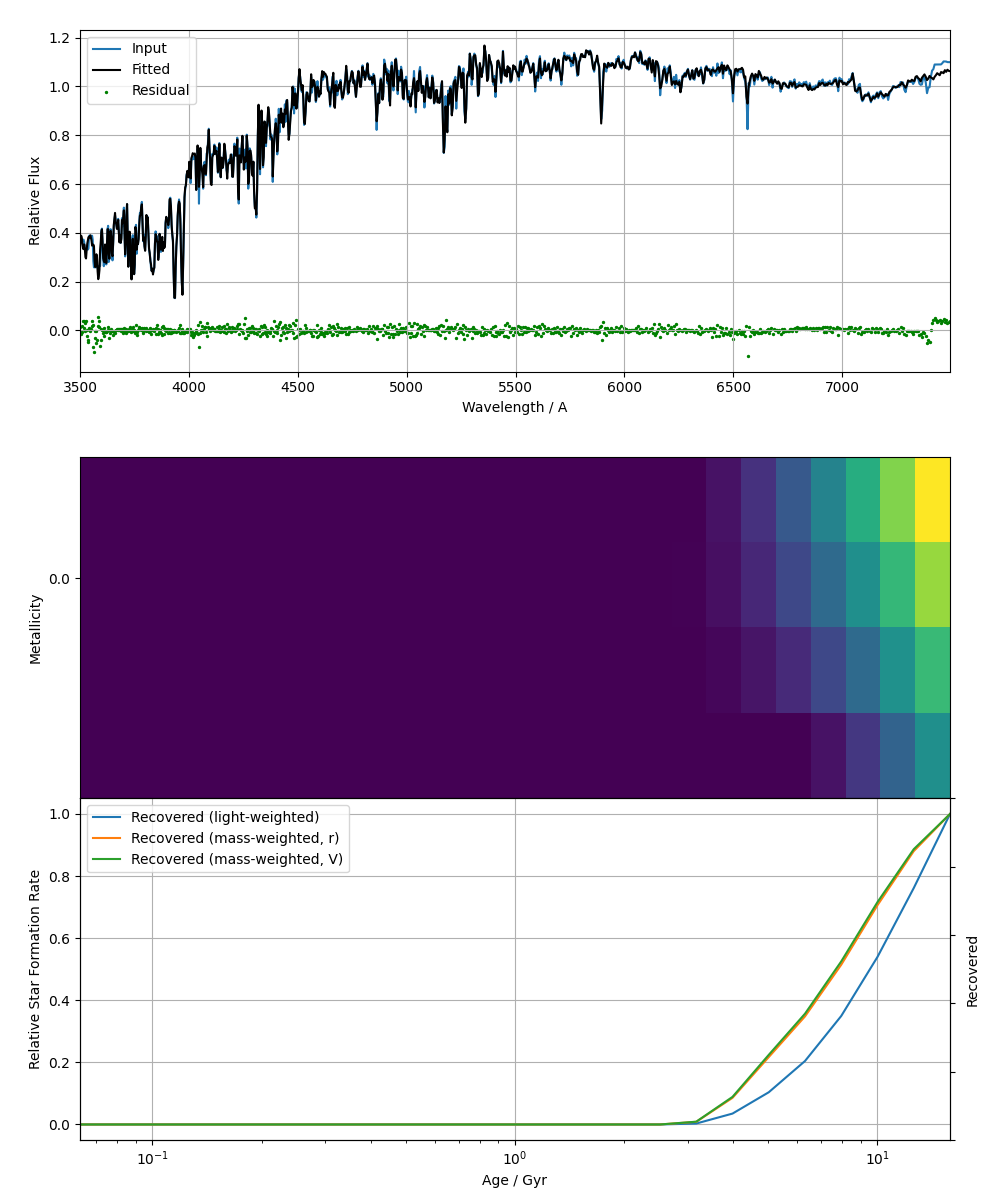 1.2
1.0
0.8
0.6
0.4
0.2
0.0
Relative Flux
Input
Fitted
Residual
3500 4000 4500 5000 5500 6000 6500 7000
Wavelength / A
0.0
Metallicity
1.0
0.8
0.6
0.4
0.2
0.0
Relative Star Formation Rate
Recovered (light-weighted)
Recovered (mass-weighted, r)
Recovered (mass-weighted, V)
Recovered
10⁻¹ 10⁰ 10¹
Age / Gyr